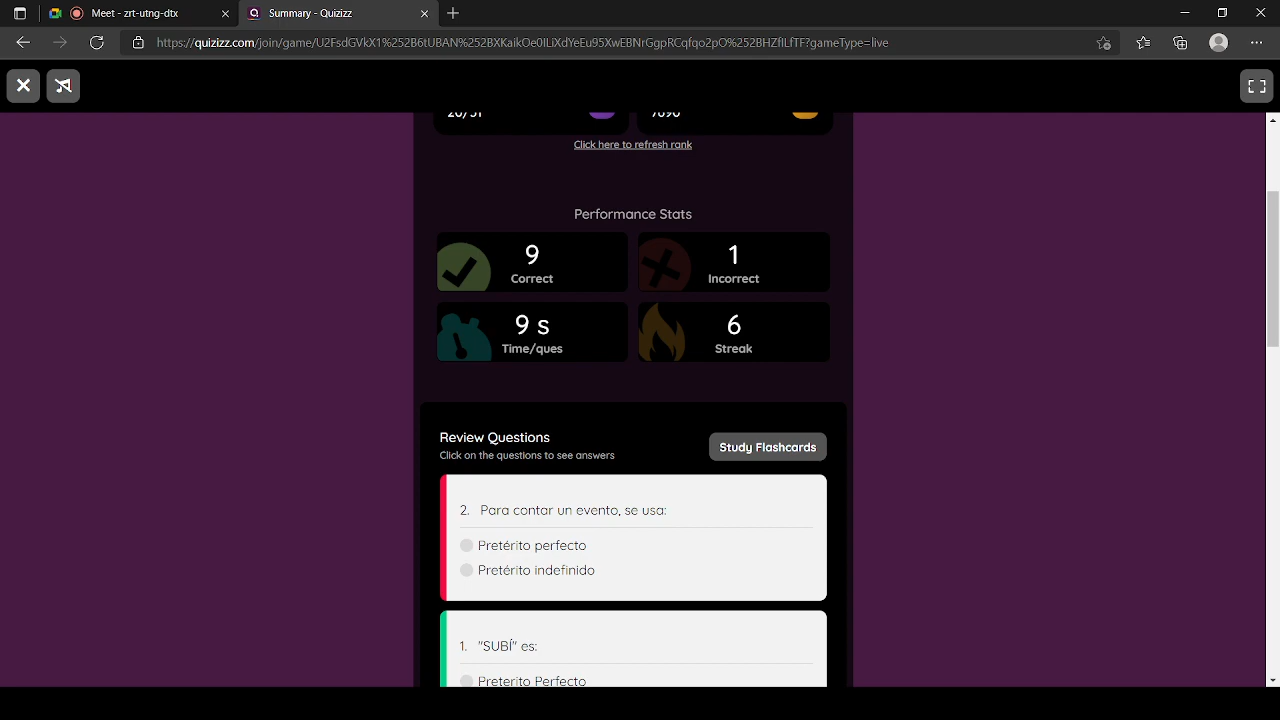 Meet - zrt-utng-dtx
Summary - Quizizz
https://quizizz.com/join/game/U2FsdGVkX1%252B6tUBAN%252BXKaikOe0ILiXdYeEu95XwEBNrGgpRCqfqo2pO%252BHZfILfTF?gameType=live
Click here to refresh rank
Performance Stats
9
Correct
1
Incorrect
9 s
Time/ques
6
Streak
Review Questions
Click on the questions to see answers
Study Flashcards
2. Para contar un evento, se usa:
Pretérito perfecto
Pretérito indefinido
1. "SUBÍ" es:
Preterito Perfecto